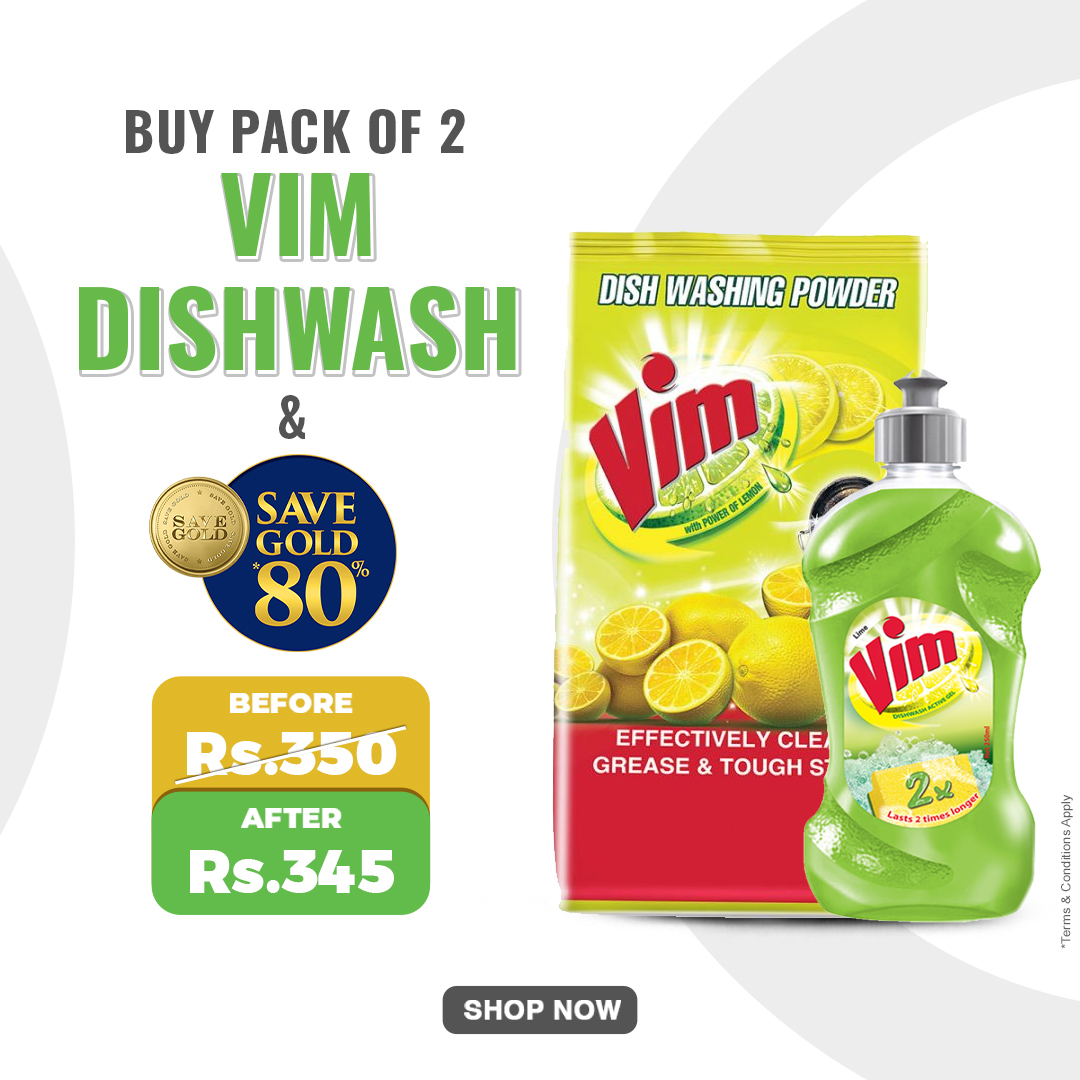 BUY PACK OF 2
VIM
DISHWASH
&
SAVE
GOLD
SAVE
GOLD
*80%
BEFORE
Rs.350
AFTER
Rs.345
DISH WASHING POWDER
Vim
with POWER OF LEMON
EFFECTIVELY CLEA
GREASE & TOUGH S
Lime
Vim
DISHWASH ACTIVE GEL
2x
Lasts 2 times longer
*Terms & Conditions Apply
SHOP NOW